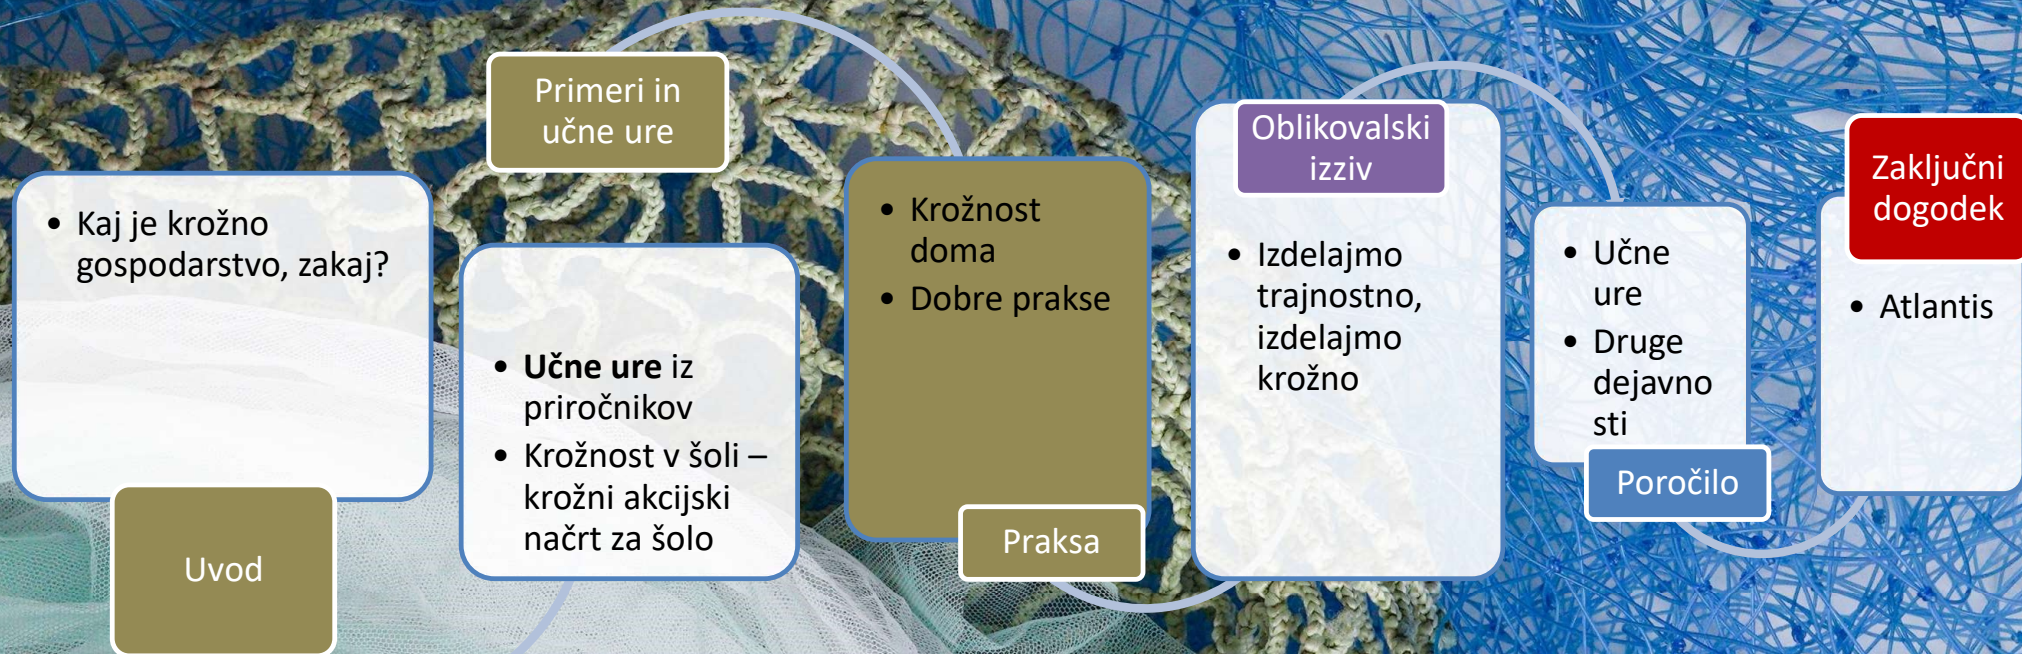 • Kaj je krožno
gospodarstvo, zakaj?
Uvod
Primeri in
učne ure
• Učne ure iz
priročnikov
• Krožnost v šoli –
krožni akcijski
načrt za šolo
• Krožnost
doma
• Dobre prakse
Praksa
Oblikovalski
izziv
• Izdelajmo
trajnostno,
izdelajmo
krožno
• Učne
ure
• Druge
dejavno
sti
Poročilo
Zaključni
dogodek
• Atlantis